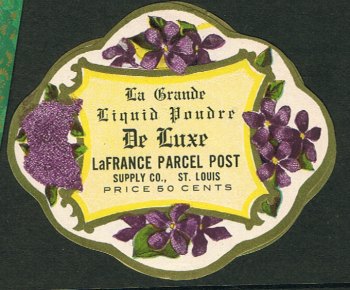 La Grande
Liquid Poudre
De Luxe
LaFRANCE PARCEL POST
SUPPLY CO., ST. LOUIS
PRICE 50 CENTS